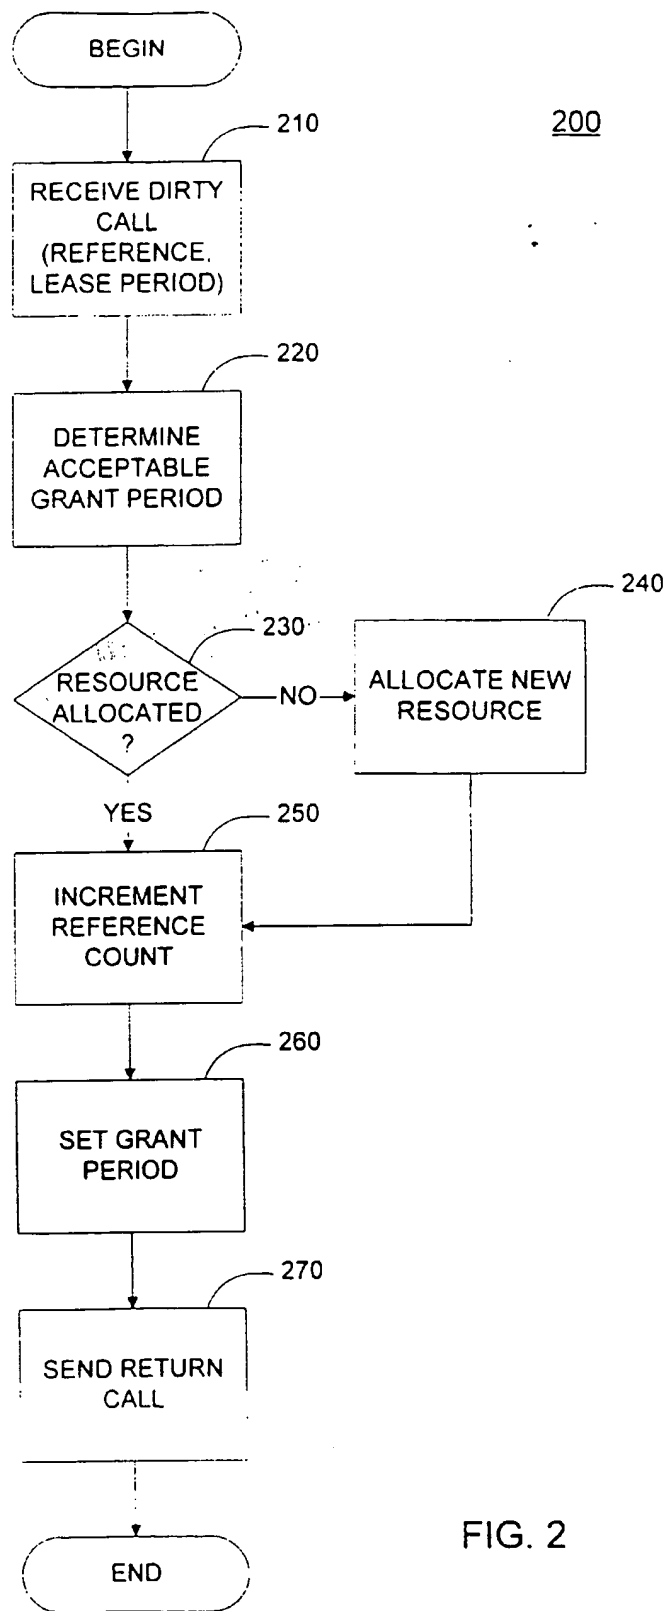 BEGIN
200
210
RECEIVE DIRTY
CALL
(REFERENCE,
LEASE PERIOD)
220
DETERMINE
ACCEPTABLE
GRANT PERIOD
230
RESOURCE
ALLOCATED
?
NO
240
ALLOCATE NEW
RESOURCE
YES
250
INCREMENT
REFERENCE
COUNT
260
SET GRANT
PERIOD
270
SEND RETURN
CALL
END
FIG. 2